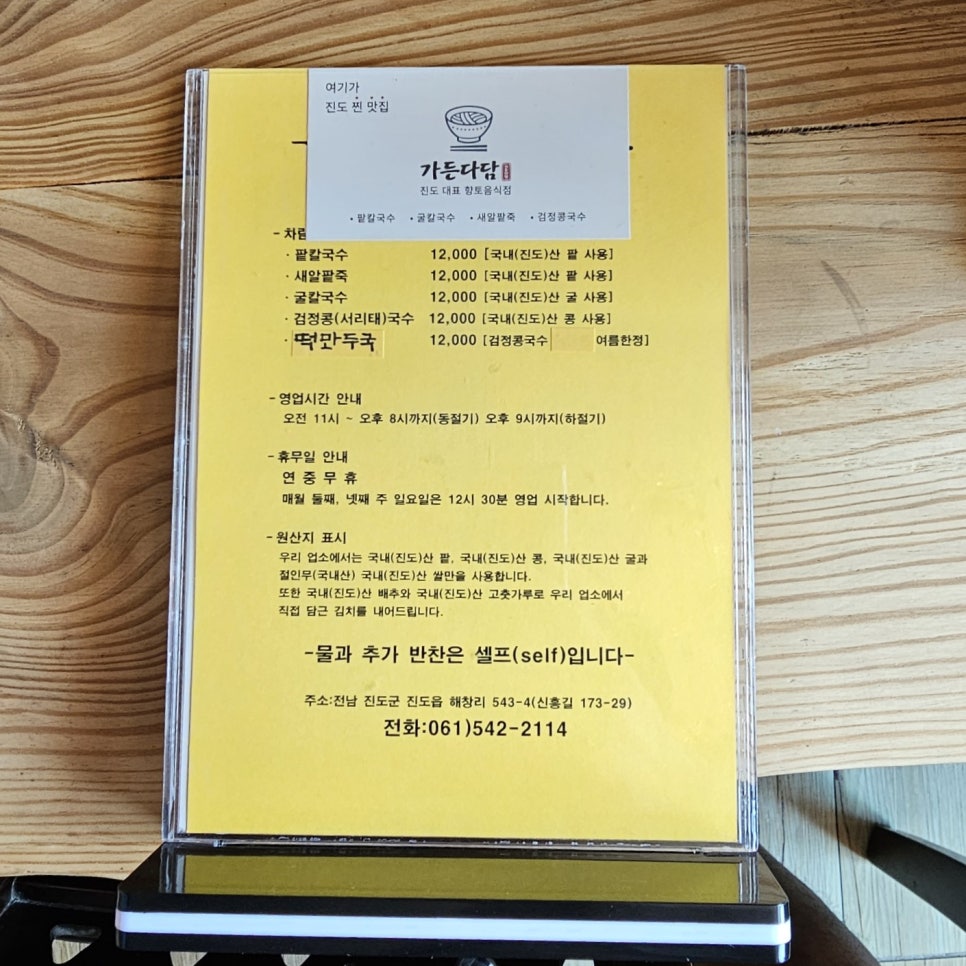 여기가
진도 찐 맛집
가든다담
진도 대표 향토음식점
• 팥칼국수 • 굴칼국수 • 새알팥죽 • 검정콩국수
- 차림
· 팥칼국수 12,000 [국내(진도)산 팥 사용]
· 새알팥죽 12,000 [국내(진도)산 팥 사용]
· 굴칼국수 12,000 [국내(진도)산 굴 사용]
· 검정콩(서리태)국수 12,000 [국내(진도)산 콩 사용]
· 떡만두국 12,000 [검정콩국수 여름한정]
- 영업시간 안내
오전 11시 ~ 오후 8시까지(동절기) 오후 9시까지(하절기)
- 휴무일 안내
연 중 무 휴
매월 둘째, 넷째 주 일요일은 12시 30분 영업 시작합니다.
- 원산지 표시
우리 업소에서는 국내(진도)산 팥, 국내(진도)산 콩, 국내(진도)산 굴과
절인무(국내산) 국내(진도)산 쌀만을 사용합니다.
또한 국내(진도)산 배추와 국내(진도)산 고춧가루로 우리 업소에서
직접 담근 김치를 내어드립니다.
-물과 추가 반찬은 셀프(self)입니다-
주소:전남 진도군 진도읍 해창리 543-4(신흥길 173-29)
전화:061)542-2114